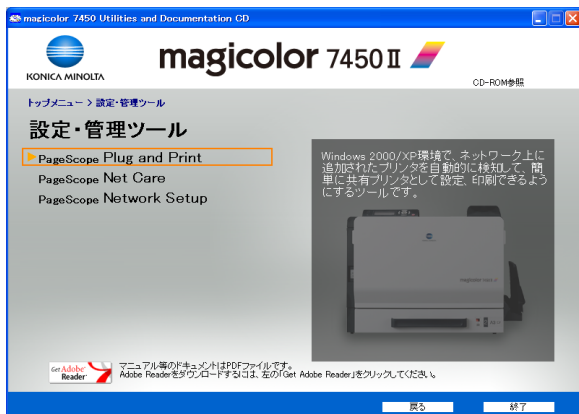 magicolor 7450 Utilities and Documentation CD
KONICA MINOLTA
magicolor 7450 II
CD-ROM参照
トップメニュー > 設定・管理ツール
設定・管理ツール
PageScope Plug and Print
PageScope Net Care
PageScope Network Setup
Windows 2000/XP環境で、ネットワーク上に
追加されたプリンタを自動的に検知して、簡
単に共有プリンタとして設定、印刷できるよう
にするツールです。
Get Adobe Reader
マニュアル等のドキュメントはPDFファイルです。
Adobe Readerをダウンロードするには、左の「Get Adobe Reader」をクリックしてください。
戻る
終了